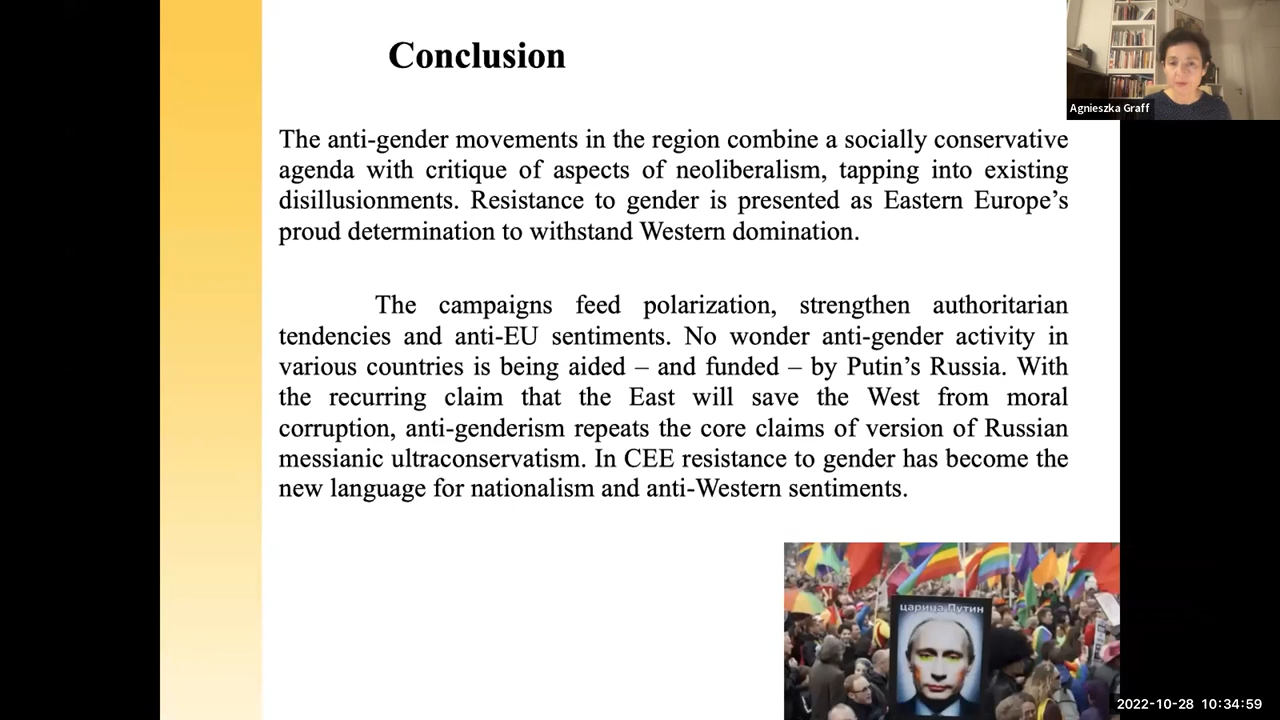 Conclusion
Agnieszka Graff
The anti-gender movements in the region combine a socially conservative
agenda with critique of aspects of neoliberalism, tapping into existing
disillusionments. Resistance to gender is presented as Eastern Europe’s
proud determination to withstand Western domination.
The campaigns feed polarization, strengthen authoritarian
tendencies and anti-EU sentiments. No wonder anti-gender activity in
various countries is being aided – and funded – by Putin’s Russia. With
the recurring claim that the East will save the West from moral
corruption, anti-genderism repeats the core claims of version of Russian
messianic ultraconservatism. In CEE resistance to gender has become the
new language for nationalism and anti-Western sentiments.
царица Путин
2022-10-28 10:34:59